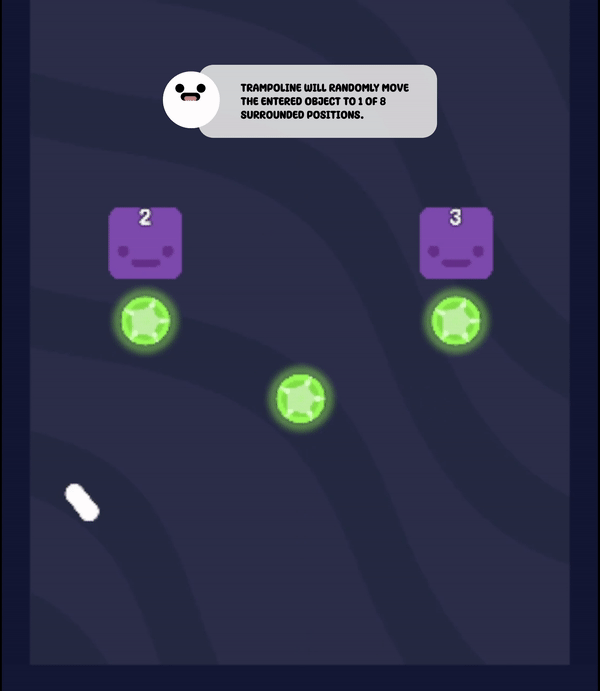 TRAMPOLINE WILL RANDOMLY MOVE
THE ENTERED OBJECT TO 1 OF 8
SURROUNDED POSITIONS.
2 3